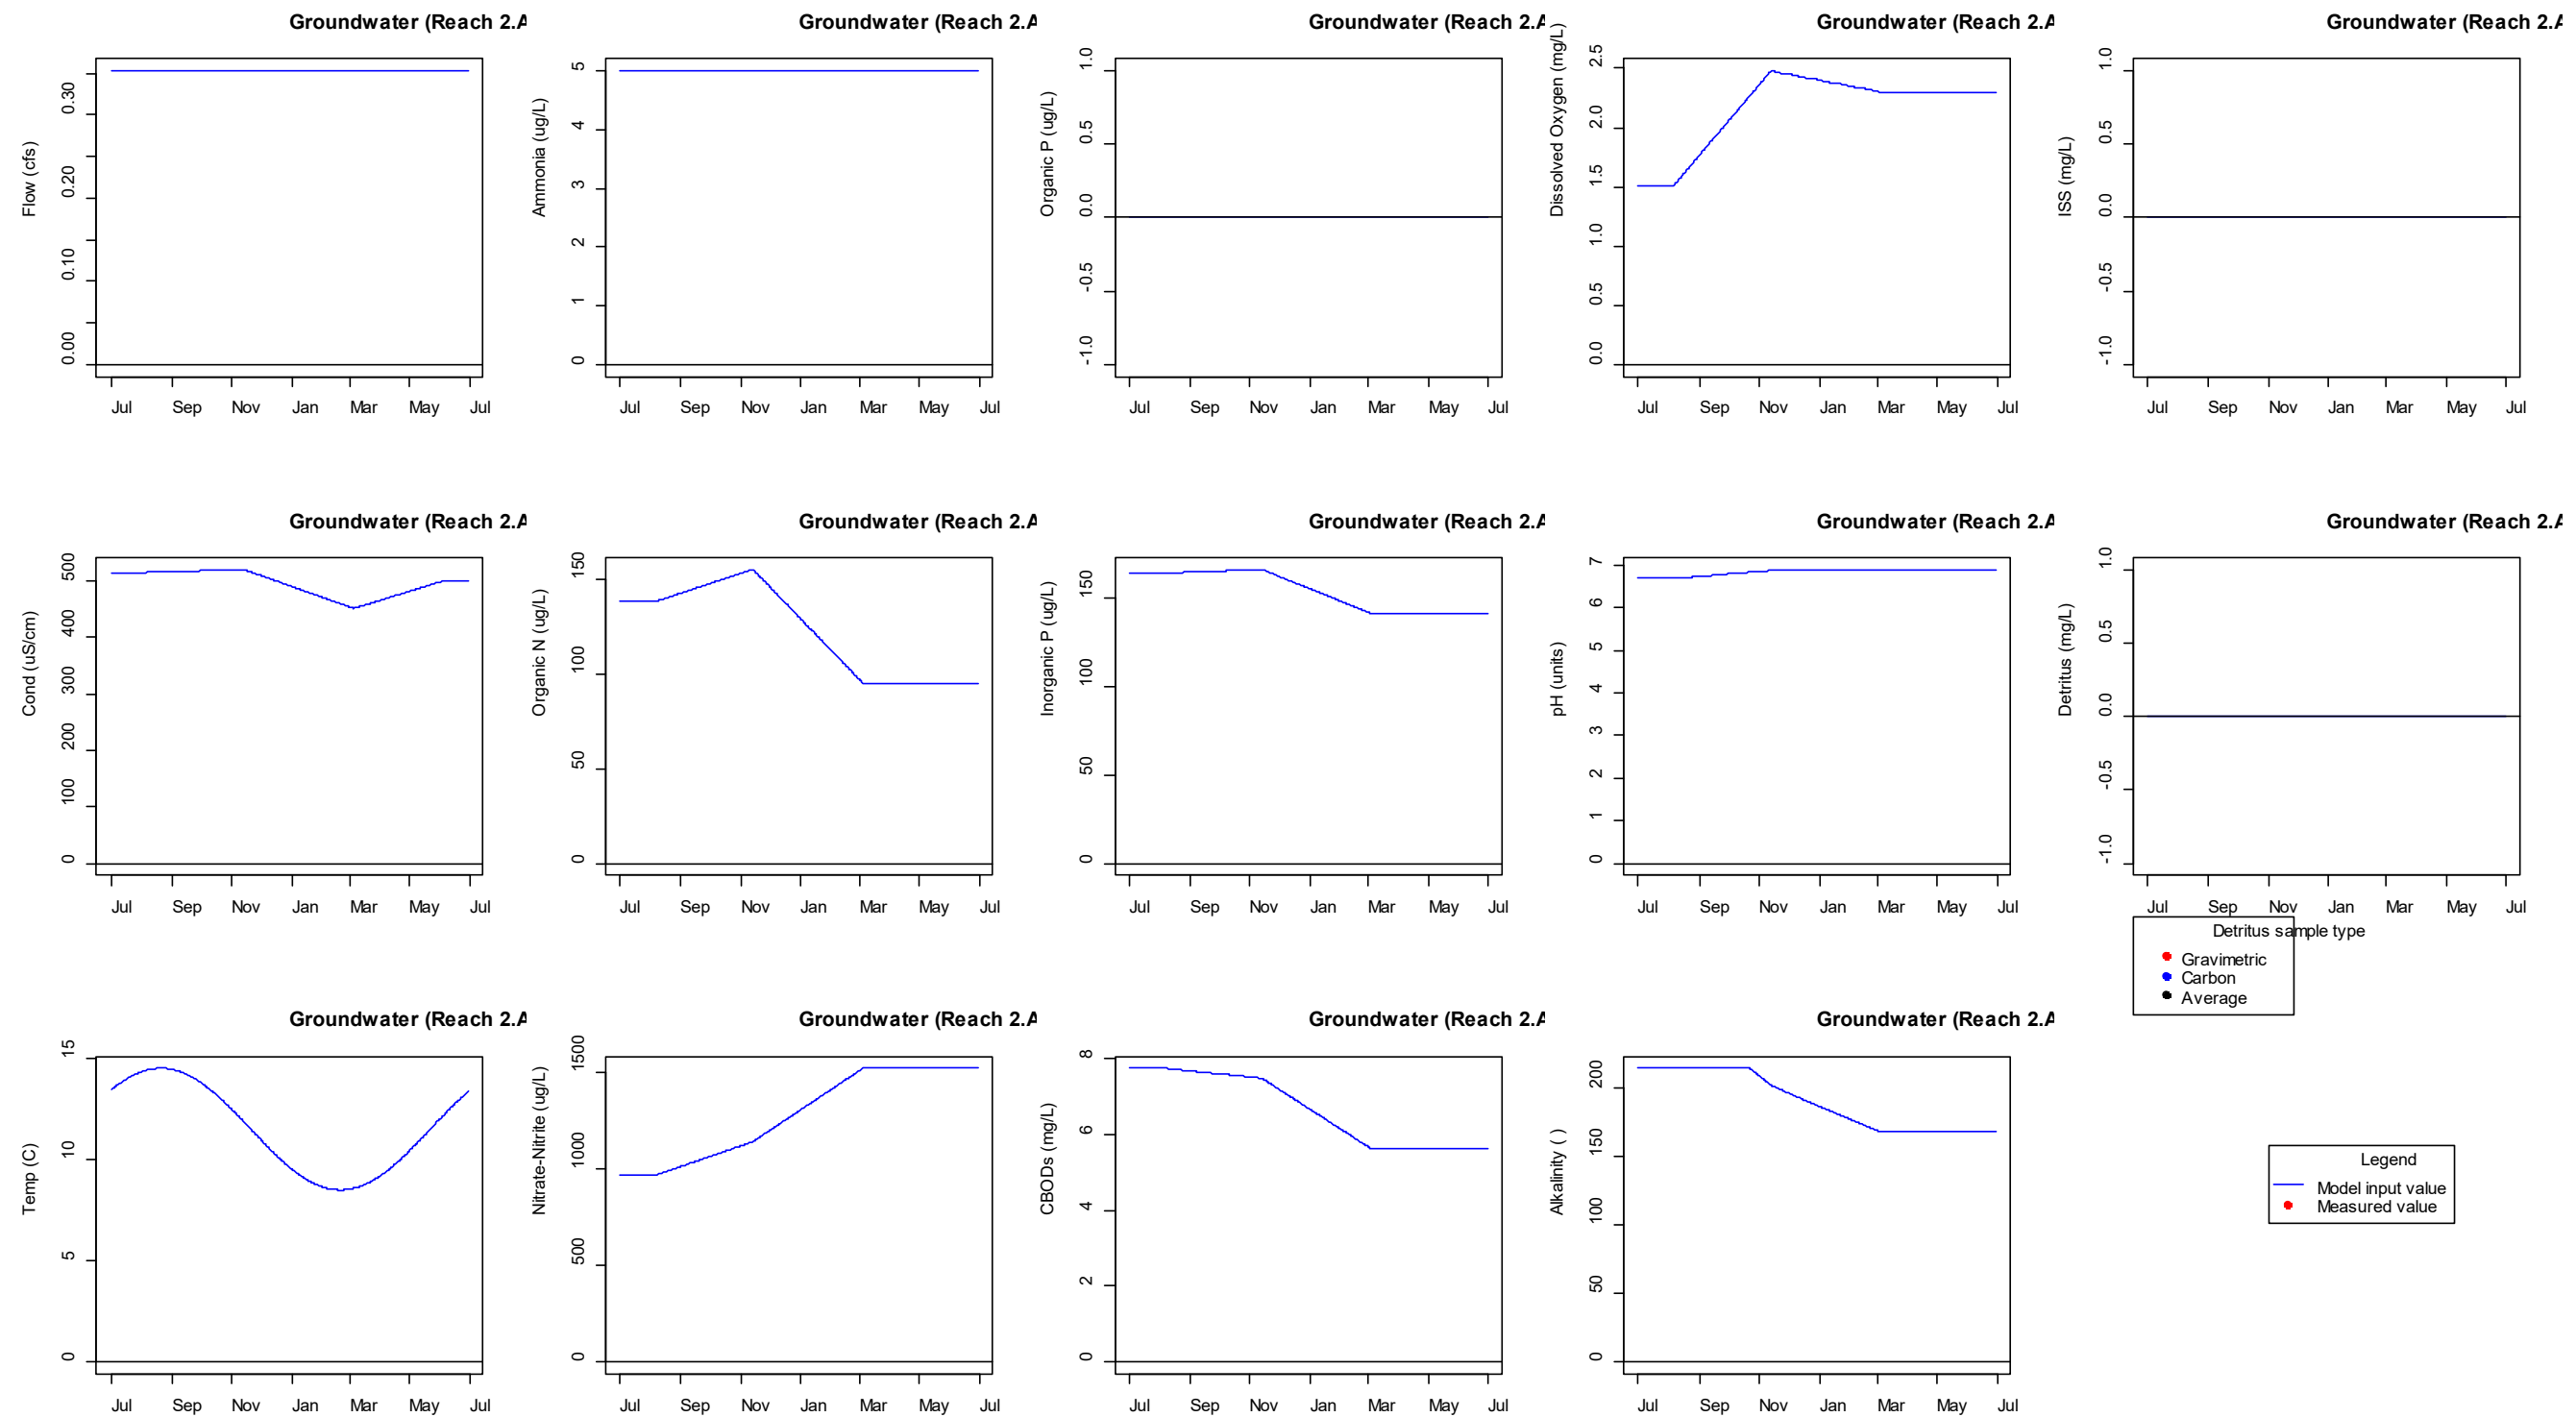 Groundwater (Reach 2.A
Groundwater (Reach 2.A
Groundwater (Reach 2.A
Groundwater (Reach 2.A
Groundwater (Reach 2.A
Flow (cfs)
0.00 0.10 0.20 0.30
Jul Sep Nov Jan Mar May Jul
Ammonia (ug/L)
0 1 2 3 4 5
Jul Sep Nov Jan Mar May Jul
Organic P (ug/L)
-1.0 -0.5 0.0 0.5 1.0
Jul Sep Nov Jan Mar May Jul
Dissolved Oxygen (mg/L)
0.0 0.5 1.0 1.5 2.0 2.5
Jul Sep Nov Jan Mar May Jul
ISS (mg/L)
-1.0 -0.5 0.0 0.5 1.0
Jul Sep Nov Jan Mar May Jul
Groundwater (Reach 2.A
Groundwater (Reach 2.A
Groundwater (Reach 2.A
Groundwater (Reach 2.A
Groundwater (Reach 2.A
Cond (uS/cm)
0 100 200 300 400 500
Jul Sep Nov Jan Mar May Jul
Organic N (ug/L)
0 50 100 150
Jul Sep Nov Jan Mar May Jul
Inorganic P (ug/L)
0 50 100 150
Jul Sep Nov Jan Mar May Jul
pH (units)
0 1 2 3 4 5 6 7
Jul Sep Nov Jan Mar May Jul
Detritus (mg/L)
-1.0 -0.5 0.0 0.5 1.0
Jul Sep Nov Jan Mar May Jul
Detritus sample type
Gravimetric
Carbon
Average
Groundwater (Reach 2.A
Groundwater (Reach 2.A
Groundwater (Reach 2.A
Groundwater (Reach 2.A
Temp (C)
0 5 10 15
Jul Sep Nov Jan Mar May Jul
Nitrate-Nitrite (ug/L)
0 500 1000 1500
Jul Sep Nov Jan Mar May Jul
CBODs (mg/L)
0 2 4 6 8
Jul Sep Nov Jan Mar May Jul
Alkalinity ( )
0 50 100 150 200
Jul Sep Nov Jan Mar May Jul
Legend
Model input value
Measured value